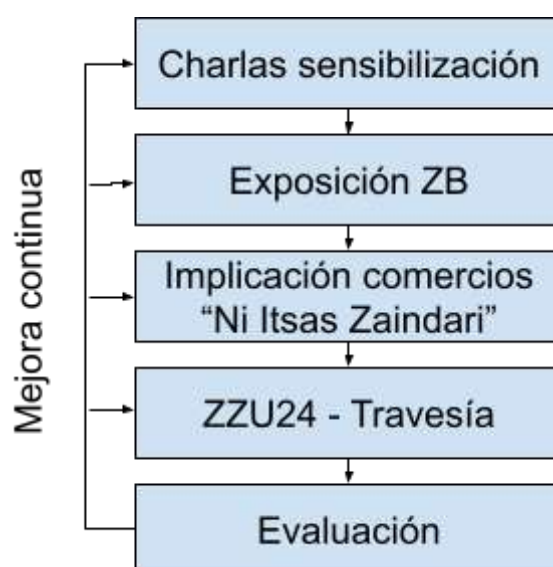 Mejora continua
Charlas sensibilización
Exposición ZB
Implicación comercios
“Ni Itsas Zaindari”
ZZU24 - Travesía
Evaluación